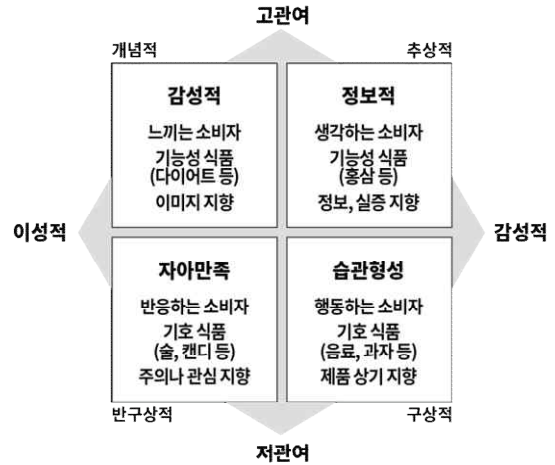 고관여
개념적
추상적
감성적
느끼는 소비자
기능성 식품
(다이어트 등)
이미지 지향
정보적
생각하는 소비자
기능성 식품
(홍삼 등)
정보, 실증 지향
이성적
감성적
자아만족
반응하는 소비자
기호 식품
(술, 캔디 등)
주의나 관심 지향
습관형성
행동하는 소비자
기호 식품
(음료, 과자 등)
제품 상기 지향
반구상적
구상적
저관여